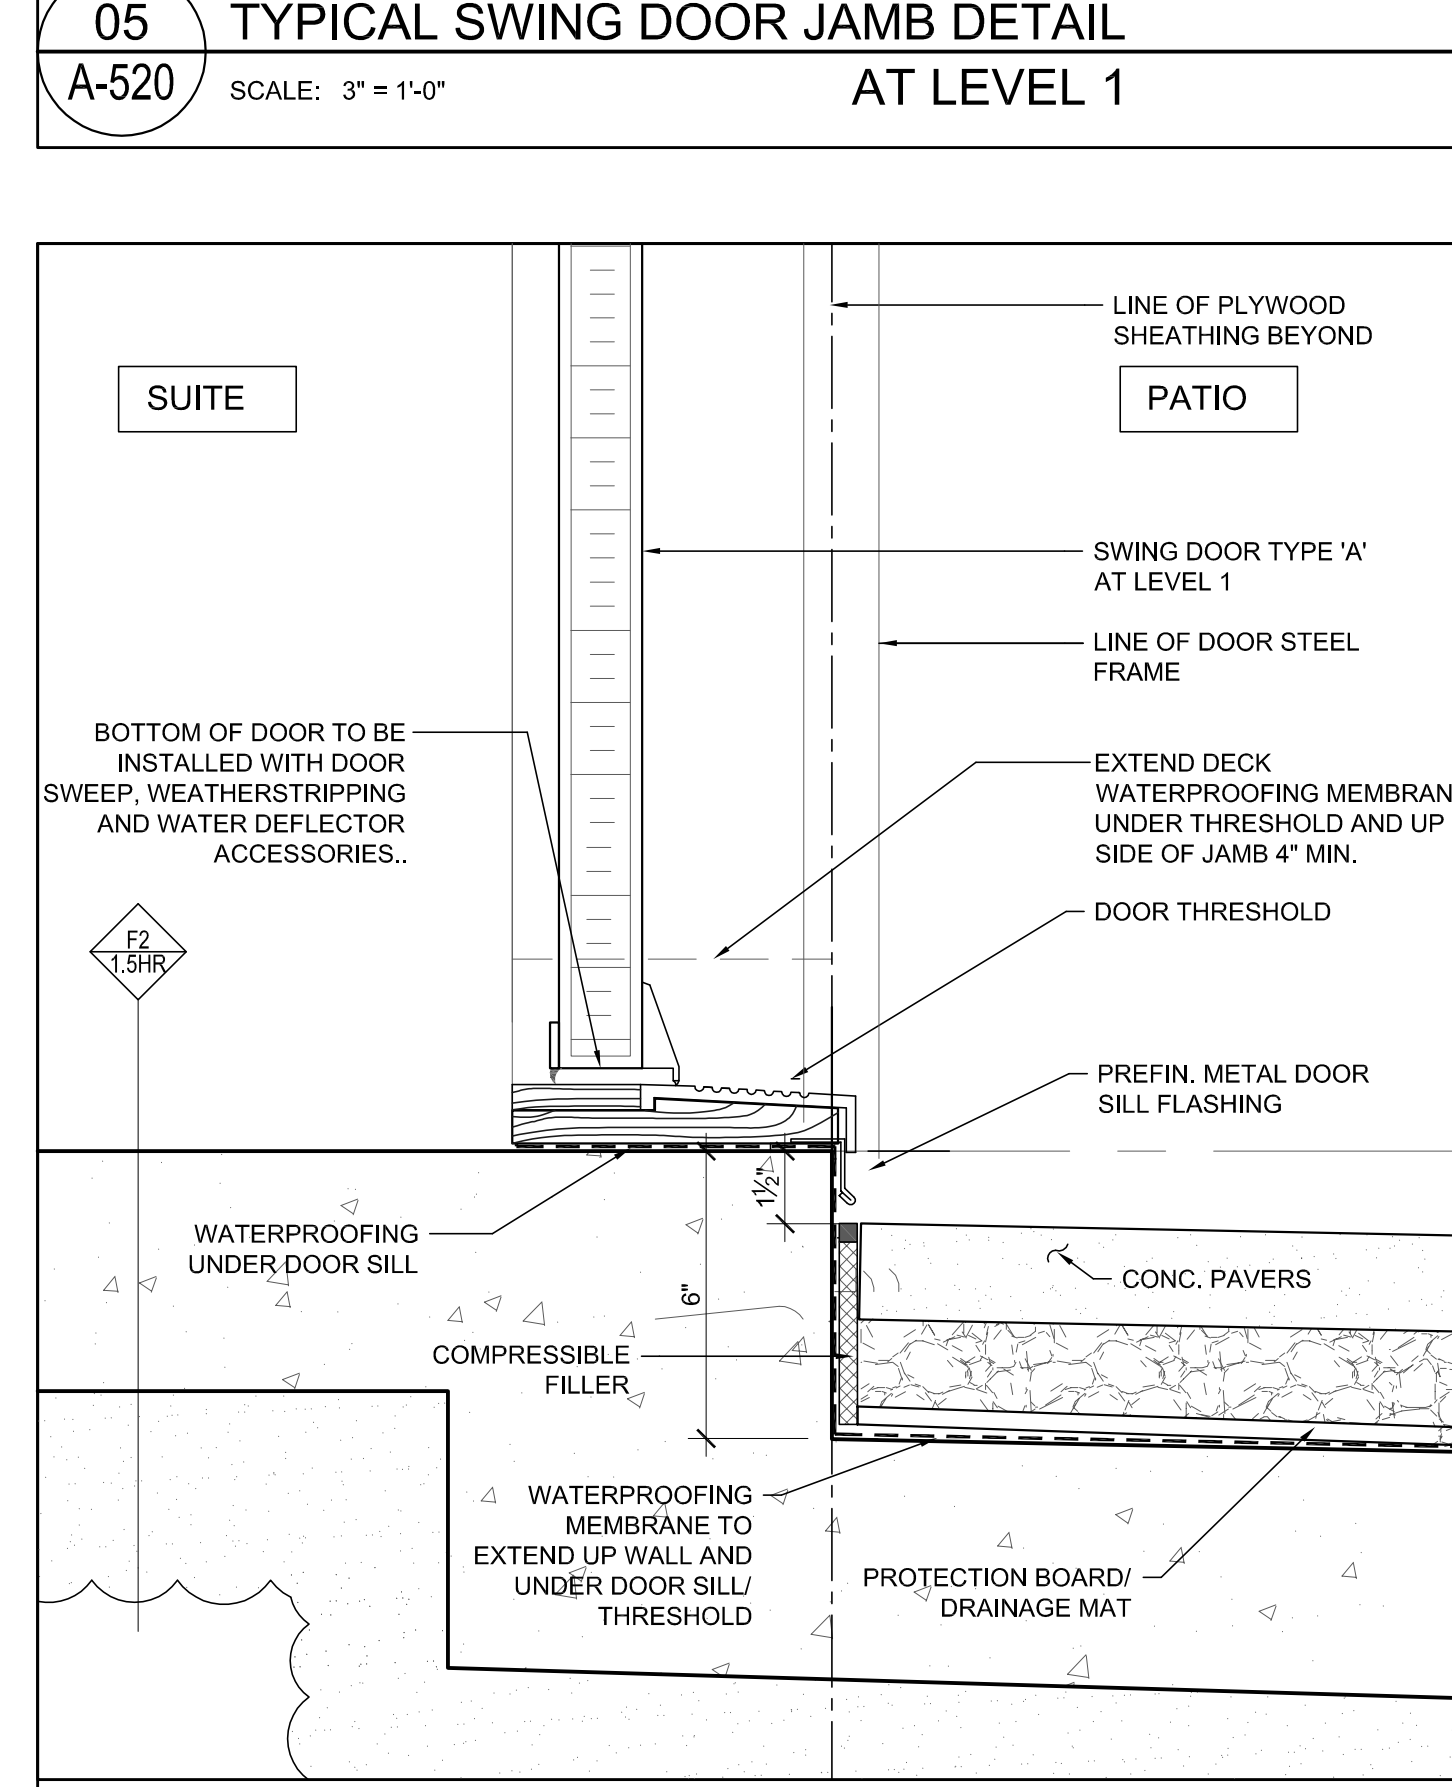 05
TYPICAL SWING DOOR JAMB DETAIL
A-520
SCALE: 3" = 1'-0"
AT LEVEL 1
LINE OF PLYWOOD
SHEATHING BEYOND
SUITE
PATIO
SWING DOOR TYPE 'A'
AT LEVEL 1
LINE OF DOOR STEEL
FRAME
BOTTOM OF DOOR TO BE
INSTALLED WITH DOOR
SWEEP, WEATHERSTRIPPING
AND WATER DEFLECTOR
ACCESSORIES..
EXTEND DECK
WATERPROOFING MEMBRAN
UNDER THRESHOLD AND UP
SIDE OF JAMB 4" MIN.
DOOR THRESHOLD
F2
1.5HR
PREFIN. METAL DOOR
SILL FLASHING
1½"
WATERPROOFING
UNDER DOOR SILL
6"
CONC. PAVERS
COMPRESSIBLE
FILLER
WATERPROOFING
MEMBRANE TO
EXTEND UP WALL AND
UNDER DOOR SILL/
THRESHOLD
PROTECTION BOARD/
DRAINAGE MAT